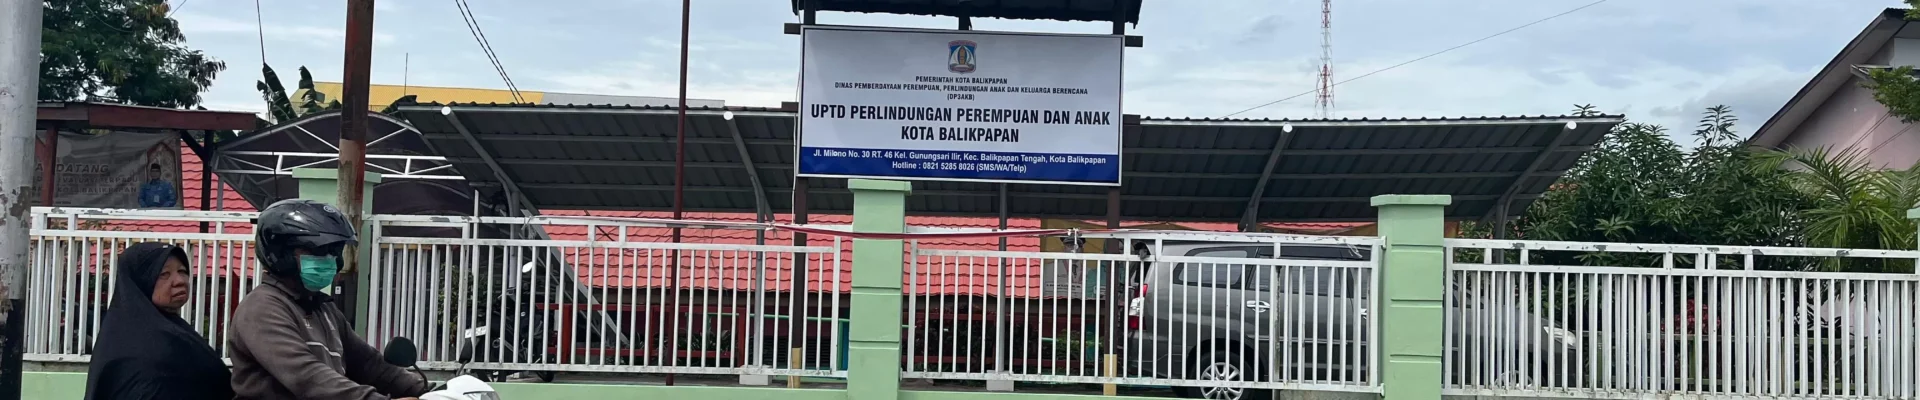 PEMERINTAH KOTA BALIKPAPAN
DINAS PEMBERDAYAAN PEREMPUAN, PERLINDUNGAN ANAK DAN KELUARGA BERENCANA
(DP3AKB)
UPTD PERLINDUNGAN PEREMPUAN DAN ANAK
KOTA BALIKPAPAN
Jl. Milono No. 30 RT. 46 Kel. Gunungsari Ilir, Kec. Balikpapan Tengah, Kota Balikpapan
Hotline : 0821 5285 8026 (SMS/WA/Telp)
DATANG